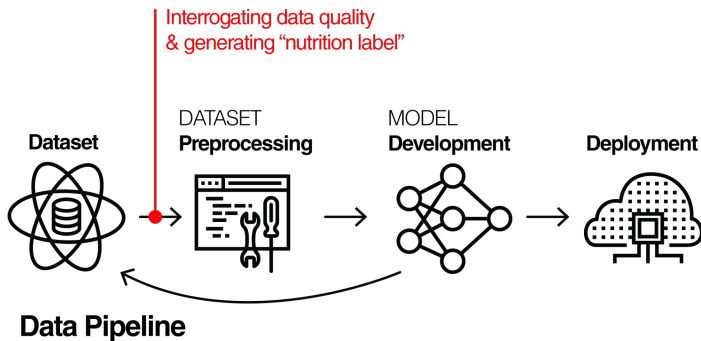 Interrogating data quality
& generating “nutrition label”
Dataset
DATASET
Preprocessing
MODEL
Development
Deployment
Data Pipeline